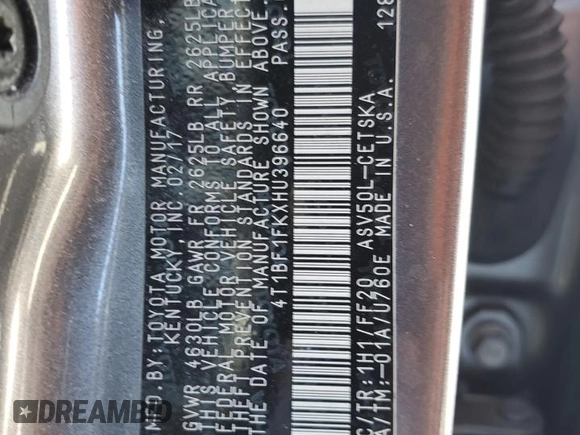 MFD.BY:TOYOTA MOTOR MANUFACTURING,
KENTUCKY, INC. 02/17
GVWR 4630LB GAWR FR 2625LB RR 2625LB
THIS VEHICLE CONFORMS TO ALL APPLICA
FEDERAL MOTOR VEHICLE SAFETY, BUMPER
THEFT PREVENTION STANDARDS IN EFFECT
THE DATE OF MANUFACTURE SHOWN ABOVE.
4T1BF1FKXHU396640 PASS.
C/TR:1H1/FF20 ASV50L-CETSKA
A/TM:-01A/U760E MADE IN U.S.A. 128
DREAMBID